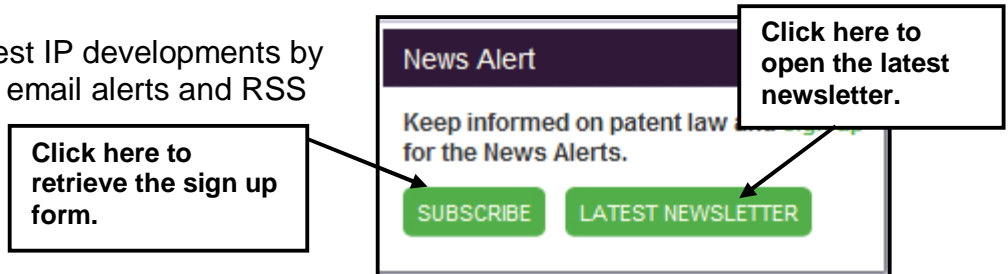 est IP developments by
email alerts and RSS
Click here to
retrieve the sign up
form.
News Alert
Keep informed on patent law and
for the News Alerts.
SUBSCRIBE
LATEST NEWSLETTER
Click here to
open the latest
newsletter.